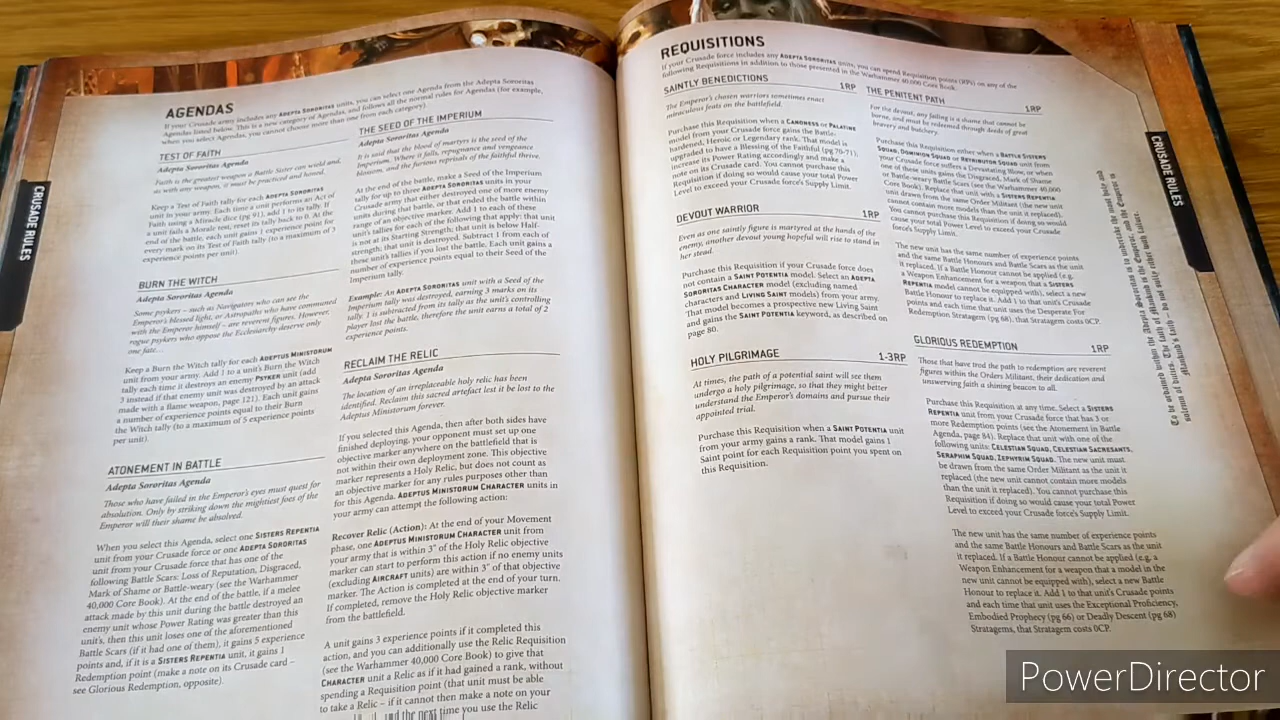 AGENDAS
If your Crusade army includes any ADEPTA SORORITAS units, you can select one Agenda from the Adepta Sororitas
Agendas listed below. This is a new category of Agendas, and follows all the normal rules for Agendas (for example,
when you select Agendas, you cannot choose more than one from each category).
TEST OF FAITH
Adepta Sororitas Agenda
Faith is the greatest weapon a Battle Sister can wield and,
as with any weapon, it must be practised and honed.
Keep a Test of Faith tally for each ADEPTA SORORITAS
unit in your army. Each time a unit performs an Act of
Faith using a Miracle dice (pg 91), add 1 to its tally. If
a unit fails a Morale test, reset its tally to 0. At the
end of the battle, each unit gains 1 experience point for
every mark on its Test of Faith tally (to a maximum of 3
experience points per unit).
BURN THE WITCH
Adepta Sororitas Agenda
Some psykers – such as Navigators who can see the
Emperor's blessed light, or Astropaths who have communed
with the Emperor himself – are reverent figures. However,
rogue psykers who oppose the Ecclesiarchy deserve only
one fate...
Keep a Burn the Witch tally for each ADEPTUS MINISTORUM
unit from your army. Add 1 to a unit's Burn the Witch
tally each time it destroys an enemy PSYKER unit (add
3 instead if that enemy unit was destroyed by an attack
made with a flame weapon, page 121). Each unit gains
a number of experience points equal to their Burn
the Witch tally (to a maximum of 5 experience points
per unit).
ATONEMENT IN BATTLE
Adepta Sororitas Agenda
Those who have failed in the Emperor's eyes must quest for
absolution. Only by striking down the mightiest foes of the
Emperor will their shame be absolved.
When you select this Agenda, select one SISTERS REPENTIA
unit from your Crusade force or one ADEPTA SORORITAS
unit from your Crusade force that has one of the
following Battle Scars: Loss of Reputation, Disgraced,
Mark of Shame or Battle-weary (see the Warhammer
40,000 Core Book). At the end of the battle, if a melee
attack made by this unit during the battle destroyed an
enemy unit whose Power Rating was greater than this
unit's, then this unit loses one of the aforementioned
Battle Scars (if it had one of them), it gains 5 experience
points and, if it is a SISTERS REPENTIA unit, it gains 1
Redemption point (make a note on its Crusade card –
see Glorious Redemption, opposite).
THE SEED OF THE IMPERIUM
Adepta Sororitas Agenda
It is said that the blood of martyrs is the seed of the
Imperium. Where it falls, repugnance and vengeance
blossom, and the furious reprisals of the faithful thrive.
At the end of the battle, make a Seed of the Imperium
tally for up to three ADEPTA SORORITAS units in your
Crusade army that either destroyed one or more enemy
units during that battle, or that ended the battle within
range of an objective marker. Add 1 to each of these
unit's tallies for each of the following that apply: that unit
is not at its Starting Strength; that unit is below Half-
strength; that unit is destroyed. Subtract 1 from each of
these unit's tallies if you lost the battle. Each unit gains a
number of experience points equal to their Seed of the
Imperium tally.
Example: An ADEPTA SORORITAS unit with a Seed of the
Imperium tally was destroyed, earning 3 marks on its
tally. 1 is subtracted from its tally as the unit's controlling
player lost the battle, therefore the unit earns a total of 2
experience points.
RECLAIM THE RELIC
Adepta Sororitas Agenda
The location of an irreplaceable holy relic has been
identified. Reclaim this sacred artefact lest it be lost to the
Adeptus Ministorum forever.
If you selected this Agenda, then after both sides have
finished deploying, your opponent must set up one
objective marker anywhere on the battlefield that is
not within their own deployment zone. This objective
marker represents a Holy Relic, but does not count as
an objective marker for any rules purposes other than
for this Agenda. ADEPTUS MINISTORUM CHARACTER units in
your army can attempt the following action:
Recover Relic (Action): At the end of your Movement
phase, one ADEPTUS MINISTORUM CHARACTER unit from
your army that is within 3" of the Holy Relic objective
marker can start to perform this action if no enemy units
(excluding AIRCRAFT units) are within 3" of that objective
marker. The Action is completed at the end of your turn.
If completed, remove the Holy Relic objective marker
from the battlefield.
A unit gains 3 experience points if it completed this
action, and you can additionally use the Relic Requisition
(see the Warhammer 40,000 Core Book) to give that
CHARACTER unit a Relic as if it had gained a rank, without
spending a Requisition point (that unit must be able
to take a Relic – if it cannot then make a note on your
and the next time you use the Relic
CRUSADE RULES
REQUISITIONS
If your Crusade force includes any ADEPTA SORORITAS units, you can spend Requisition points (RPs) on any of the
following Requisitions in addition to those presented in the Warhammer 40,000 Core Book.
SAINTLY BENEDICTIONS 1RP
The Emperor's chosen warriors sometimes enact
miraculous feats on the battlefield.
Purchase this Requisition when a CANONESS or PALATINE
model from your Crusade force gains the Battle-
hardened, Heroic or Legendary rank. That model is
upgraded to have a Blessing of the Faithful (pg 70-71).
increase its Power Rating accordingly and make a
note on its Crusade card. You cannot purchase this
Requisition if doing so would cause your total Power
Level to exceed your Crusade force's Supply Limit.
DEVOUT WARRIOR 1RP
Even as one saintly figure is martyred at the hands of the
enemy, another devout young hopeful will rise to stand in
her stead.
Purchase this Requisition if your Crusade force does
not contain a SAINT POTENTIA model. Select an ADEPTA
SORORITAS CHARACTER model (excluding named
characters and LIVING SAINT models) from your army.
That model becomes a prospective new Living Saint
and gains the SAINT POTENTIA keyword, as described on
page 80.
HOLY PILGRIMAGE 1-3RP
At times, the path of a potential saint will see them
undergo a holy pilgrimage, so that they might better
understand the Emperor's domains and pursue their
appointed trial.
Purchase this Requisition when a SAINT POTENTIA unit
from your army gains a rank. That model gains 1
Saint point for each Requisition point you spent on
this Requisition.
THE PENITENT PATH 1RP
For the devout, any failing is a shame that cannot be
borne, and must be redeemed through deeds of great
bravery and butchery.
Purchase this Requisition either when a BATTLE SISTERS
SQUAD, DOMINION SQUAD or RETRIBUTOR SQUAD unit from
your Crusade force suffers a Devastating Blow, or when
one of these units gains the Disgraced, Mark of Shame
or Battle-weary Battle Scars (see the Warhammer 40,000
Core Book). Replace that unit with a SISTERS REPENTIA
unit drawn from the same Order Militant (the new unit
cannot contain more models than the unit it replaced).
You cannot purchase this Requisition if doing so would
cause your total Power Level to exceed your Crusade
force's Supply Limit.
The new unit has the same number of experience points
and the same Battle Honours and Battle Scars as the unit
it replaced. If a Battle Honour cannot be applied (e.g.
a Weapon Enhancement for a weapon that a SISTERS
REPENTIA model cannot be equipped with), select a new
Battle Honour to replace it. Add 1 to that unit's Crusade
points and each time that unit uses the Desperate For
Redemption Stratagem (pg 68), that Stratagem costs 0CP.
GLORIOUS REDEMPTION 1RP
Those that have trod the path to redemption are reverent
figures within the Orders Militant, their dedication and
unswerving faith a shining beacon to all.
Purchase this Requisition at any time. Select a SISTERS
REPENTIA unit from your Crusade force that has 3 or
more Redemption points (see the Atonement in Battle
Agenda, page 84). Replace that unit with one of the
following units: CELESTIAN SQUAD, CELESTIAN SACRESANTS,
SERAPHIM SQUAD, ZEPHYRIM SQUAD. The new unit must
be drawn from the same Order Militant as the unit it
replaced (the new unit cannot contain more models
than the unit it replaced). You cannot purchase this
Requisition if doing so would cause your total Power
Level to exceed your Crusade force's Supply Limit.
The new unit has the same number of experience points
and the same Battle Honours and Battle Scars as the unit
it replaced. If a Battle Honour cannot be applied (e.g. a
Weapon Enhancement for a weapon that a model in the
new unit cannot be equipped with), select a new Battle
Honour to replace it. Add 1 to that unit's Crusade points
and each time that unit uses the Exceptional Proficiency,
Embodied Prophecy (pg 66) or Deadly Descent (pg 68)
Stratagems, that Stratagem costs 0CP.
To be ordained within the Adepta Sororitas is to undertake the most holy and
solemn of duties. The faith of Mankind is the Emperor, and the Emperor is
Mankind's faith – do not suffer either with failure.
CRUSADE RULES
PowerDirector